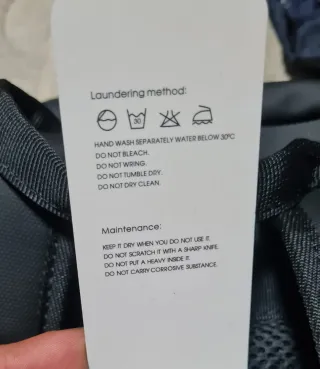 Laundering method:
30
HAND WASH SEPARATELY WATER BELOW 30°C
DO NOT BLEACH.
DO NOT WRING.
DO NOT TUMBLE DDY.
DO NOT DRY CLEAN.
Maintenance:
KEEP IT DRY WHEN YOU DO NOT USE IT.
DO NOT SCRATCH IT WITH A SHARP KNIFE.
DO NOT PUT A HEAVY INSIDE IT.
DO NOT CARRY CORROSIVE SUBSTANCE.